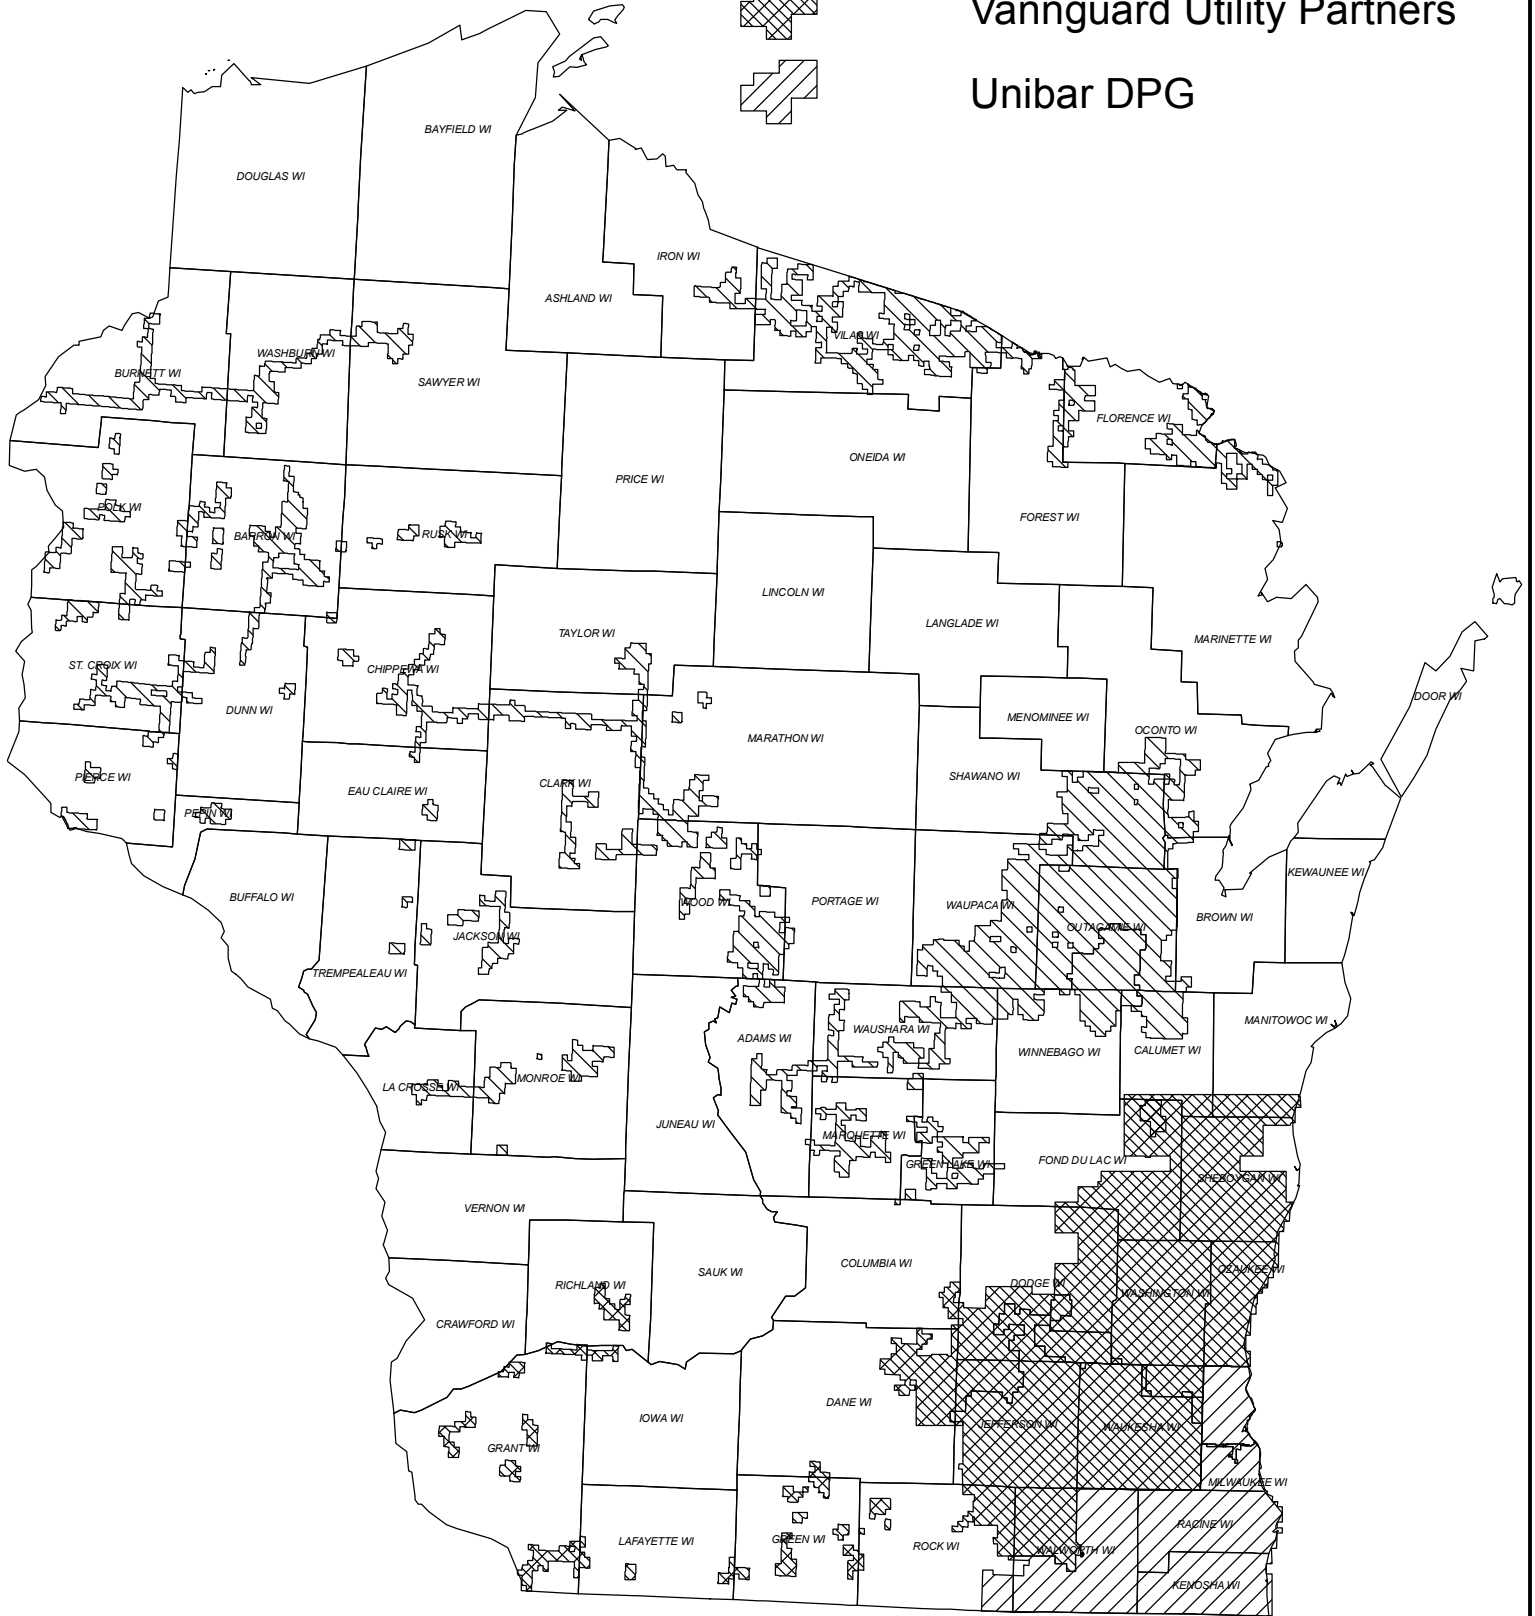 Vannguard Utility Partners
Unibar DPG
BAYFIELD WI
DOUGLAS WI
IRON WI
ASHLAND WI
VILAS WI
WASHBURN WI
BURNETT WI
SAWYER WI
FLORENCE WI
ONEIDA WI
PRICE WI
POLK WI
FOREST WI
BARRON WI
RUSK WI
LINCOLN WI
LANGLADE WI
TAYLOR WI
MARINETTE WI
ST. CROIX WI
CHIPPEWA WI
DOOR WI
DUNN WI
MENOMINEE WI
OCONTO WI
MARATHON WI
PIERCE WI
SHAWANO WI
CLARK WI
EAU CLAIRE WI
PEPIN WI
KEWAUNEE WI
BUFFALO WI
WOOD WI
PORTAGE WI
WAUPACA WI
BROWN WI
OUTAGAMIE WI
JACKSON WI
TREMPEALEAU WI
MANITOWOC WI
WAUSHARA WI
ADAMS WI
WINNEBAGO WI
CALUMET WI
MONROE WI
LA CROSSE WI
JUNEAU WI
MARQUETTE WI
FOND DU LAC WI
GREEN LAKE WI
SHEBOYGAN WI
VERNON WI
COLUMBIA WI
OZAUKEE WI
SAUK WI
RICHLAND WI
DODGE WI
WASHINGTON WI
CRAWFORD WI
DANE WI
IOWA WI
JEFFERSON WI
WAUKESHA WI
GRANT WI
MILWAUKEE WI
RACINE WI
LAFAYETTE WI
GREEN WI
ROCK WI
WALWORTH WI
KENOSHA WI